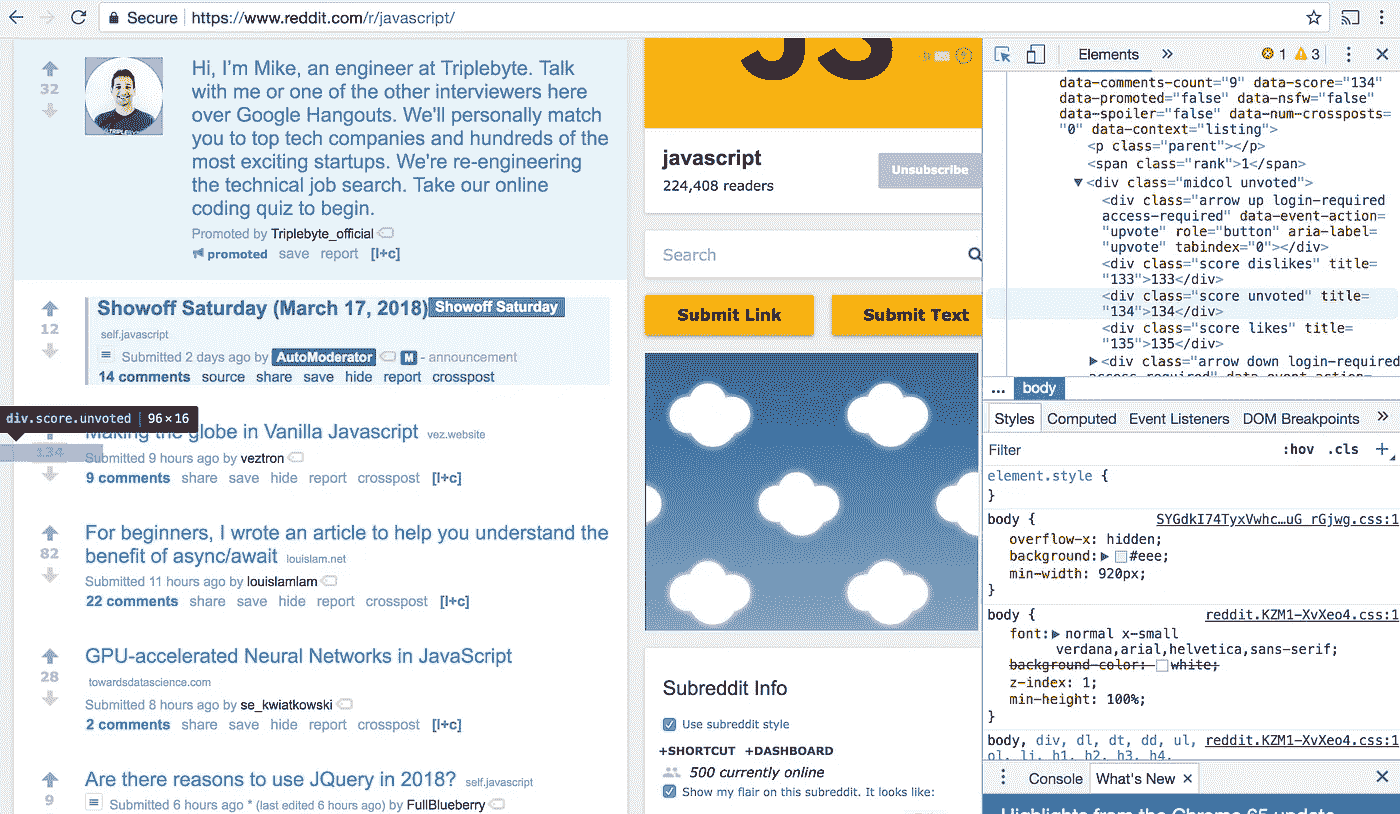 Secure https://www.reddit.com/r/javascript/
32
Hi, I'm Mike, an engineer at Triplebyte. Talk
with me or one of the other interviewers here
over Google Hangouts. We'll personally match
you to top tech companies and hundreds of the
most exciting startups. We're re-engineering
the technical job search. Take our online
coding quiz to begin.
Promoted by Triplebyte_official
promoted save report [l+c]
12
Showoff Saturday (March 17, 2018) Showoff Saturday
self.javascript
Submitted 2 days ago by AutoModerator M - announcement
14 comments source share save hide report crosspost
div.score.unvoted 96×16
134
Making the globe in Vanilla Javascript vez.website
Submitted 9 hours ago by veztron
9 comments share save hide report crosspost [l+c]
82
For beginners, I wrote an article to help you understand the
benefit of async/await louislam.net
Submitted 11 hours ago by louislamlam
22 comments share save hide report crosspost [l+c]
28
GPU-accelerated Neural Networks in JavaScript
towardsdatascience.com
Submitted 8 hours ago by se_kwiatkowski
2 comments share save hide report crosspost [l+c]
9
Are there reasons to use JQuery in 2018? self.javascript
Submitted 6 hours ago * (last edited 6 hours ago) by FullBlueberry
JS
javascript
224,408 readers
Unsubscribe
Search
Submit Link Submit Text
Subreddit Info
Use subreddit style
+SHORTCUT +DASHBOARD
500 currently online
Show my flair on this subreddit. It looks like:
Elements » 1 3
data-comments-count="9" data-score="134"
data-promoted="false" data-nsfw="false"
data-spoiler="false" data-num-crossposts=
"0" data-context="listing">
<p class="parent"></p>
<span class="rank">1</span>
<div class="midcol unvoted">
<div class="arrow up login-required
access-required" data-event-action=
"upvote" role="button" aria-label=
"upvote" tabindex="0"></div>
<div class="score dislikes" title=
"133">133</div>
<div class="score unvoted" title=
"134">134</div>
<div class="score likes" title=
"135">135</div>
<div class="arrow down login-required
access-required" data-event-action=
... body
Styles Computed Event Listeners DOM Breakpoints »
Filter :hov .cls +
element.style {
}
body { SYGdkI74TyxVwhc…uG_rGjwg.css:1
overflow-x: hidden;
background: #eee;
min-width: 920px;
}
body { reddit.KZM1-XvXeo4.css:1
font: normal x-small
verdana,arial,helvetica,sans-serif;
background-color: white;
z-index: 1;
min-height: 100%;
}
body, div, dl, dt, dd, ul, reddit.KZM1-XvXeo4.css:1
ol, li, h1, h2, h3, h4,
Console What's New ×
Highlights from the Chrome 65 update